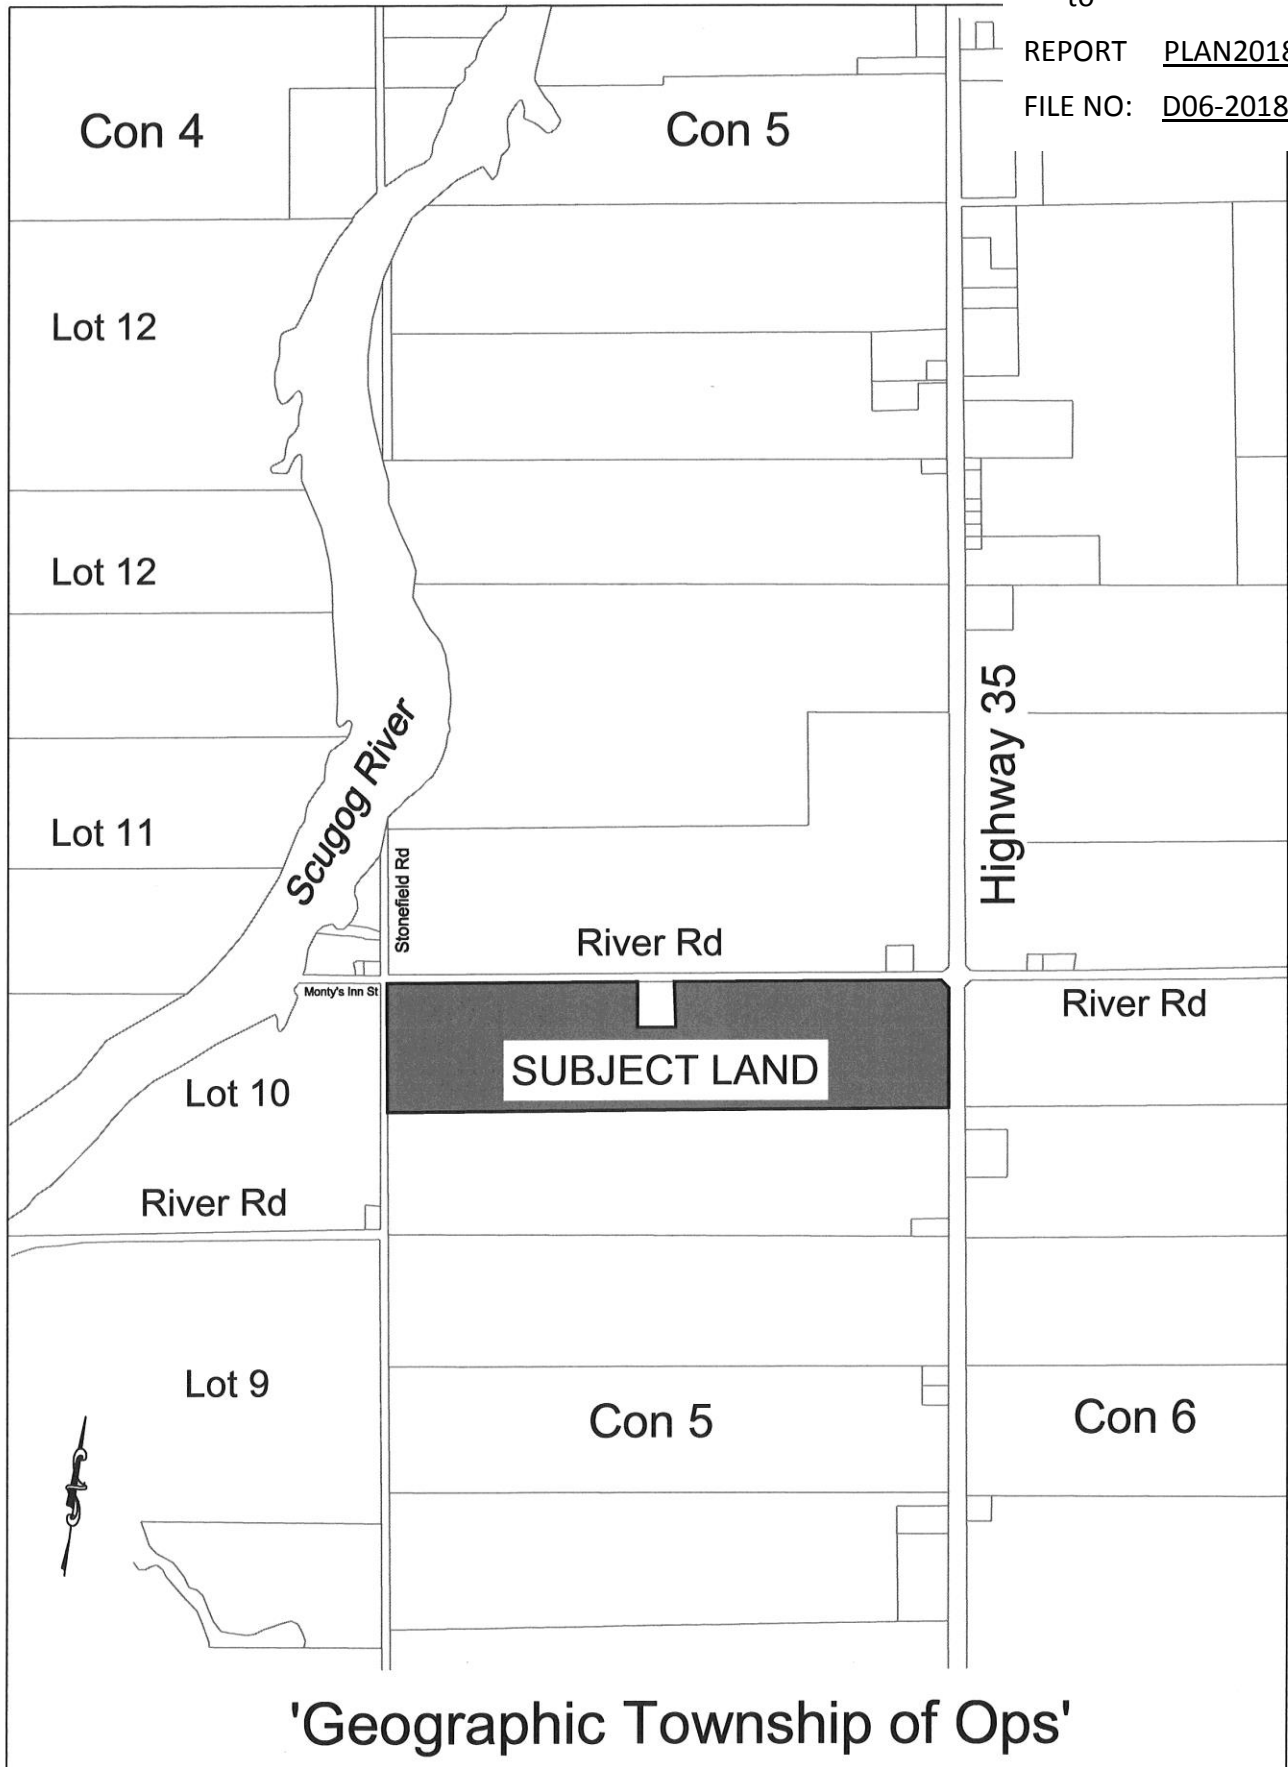 to
REPORT PLAN2018
FILE NO: D06-2018
Con 4
Con 5
Lot 12
Lot 12
Highway 35
Scugog River
Lot 11
Stonefield Rd
River Rd
Monty's Inn St
River Rd
SUBJECT LAND
Lot 10
River Rd
Lot 9
Con 5
Con 6
'Geographic Township of Ops'